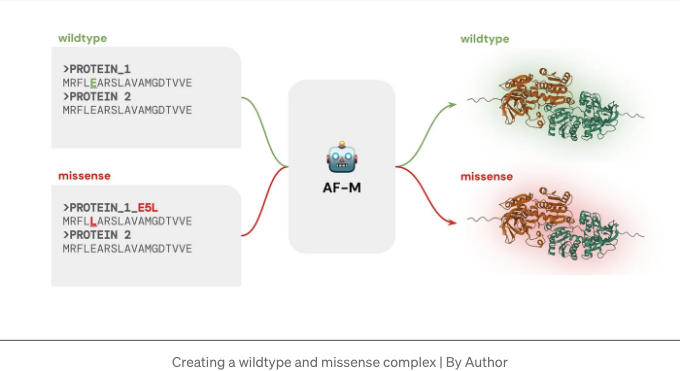 wildtype
>PROTEIN_1
MRFLEARSLAVAMGDTVVE
>PROTEIN 2
MRFLEARSLAVAMGDTVVE
missense
>PROTEIN_1_E5L
MRFLLARSLAVAMGDTVVE
>PROTEIN 2
MRFLEARSLAVAMGDTVVE
AF-M
wildtype
missense
Creating a wildtype and missense complex | By Author